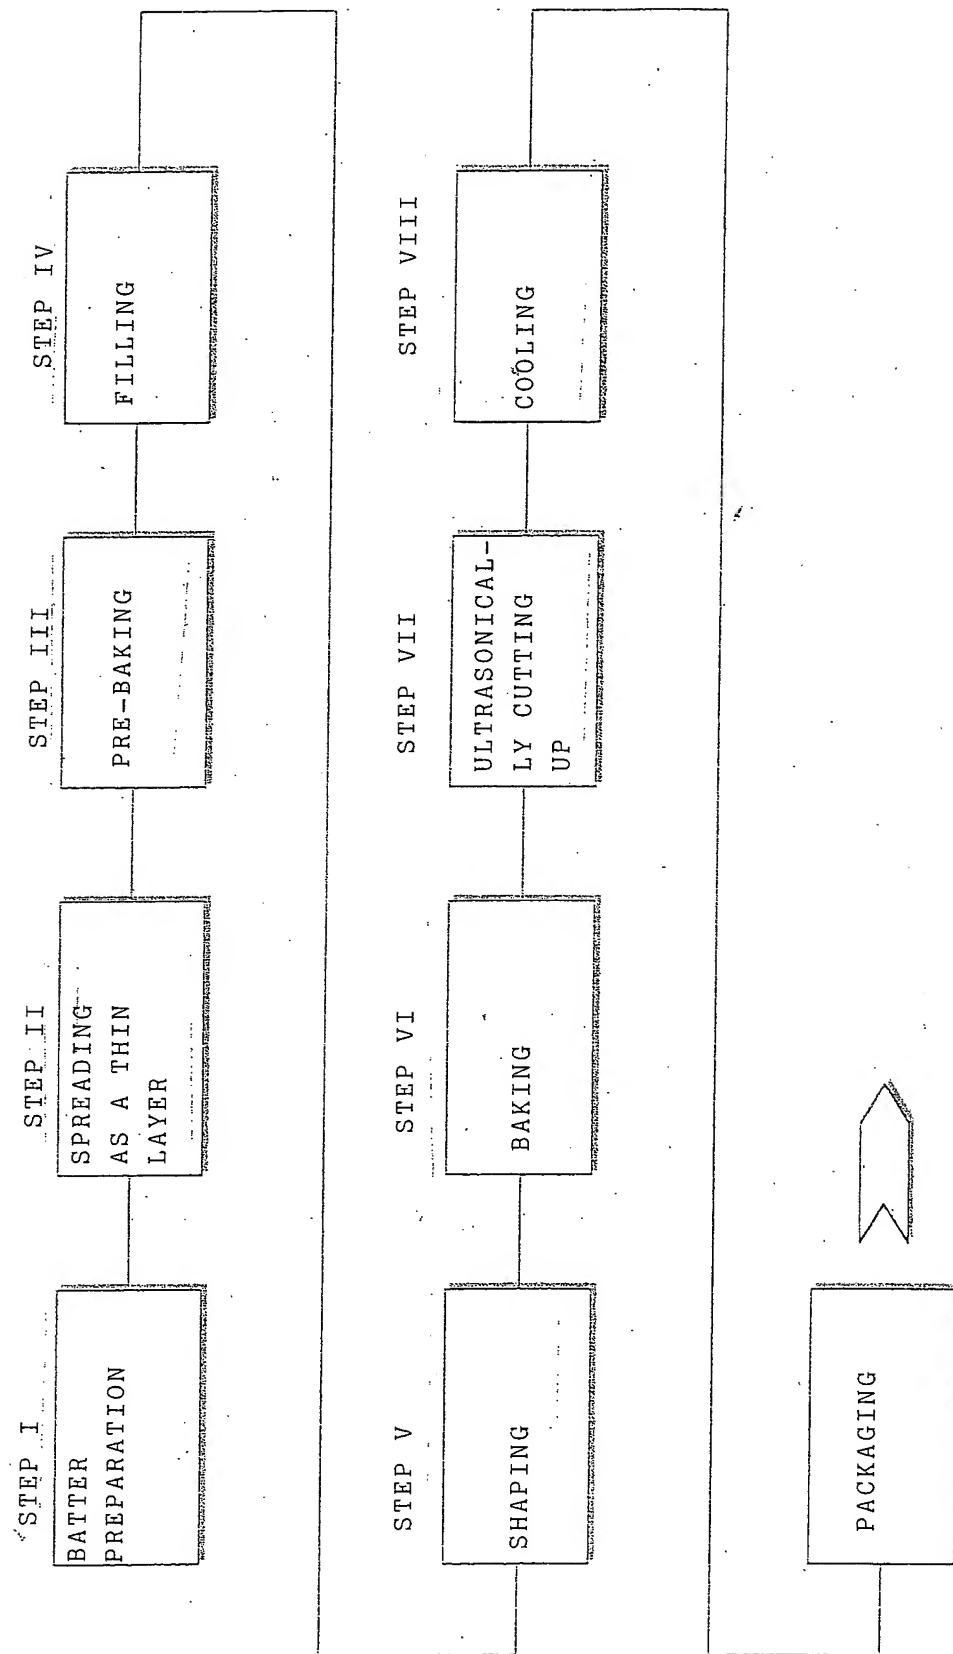 STEP I
BATTER
PREPARATION
STEP II
SPREADING
AS A THIN
LAYER
STEP III
PRE-BAKING
STEP IV
FILLING
STEP V
SHAPING
STEP VI
BAKING
STEP VII
ULTRASONICAL-
LY CUTTING
UP
STEP VIII
COOLING
PACKAGING